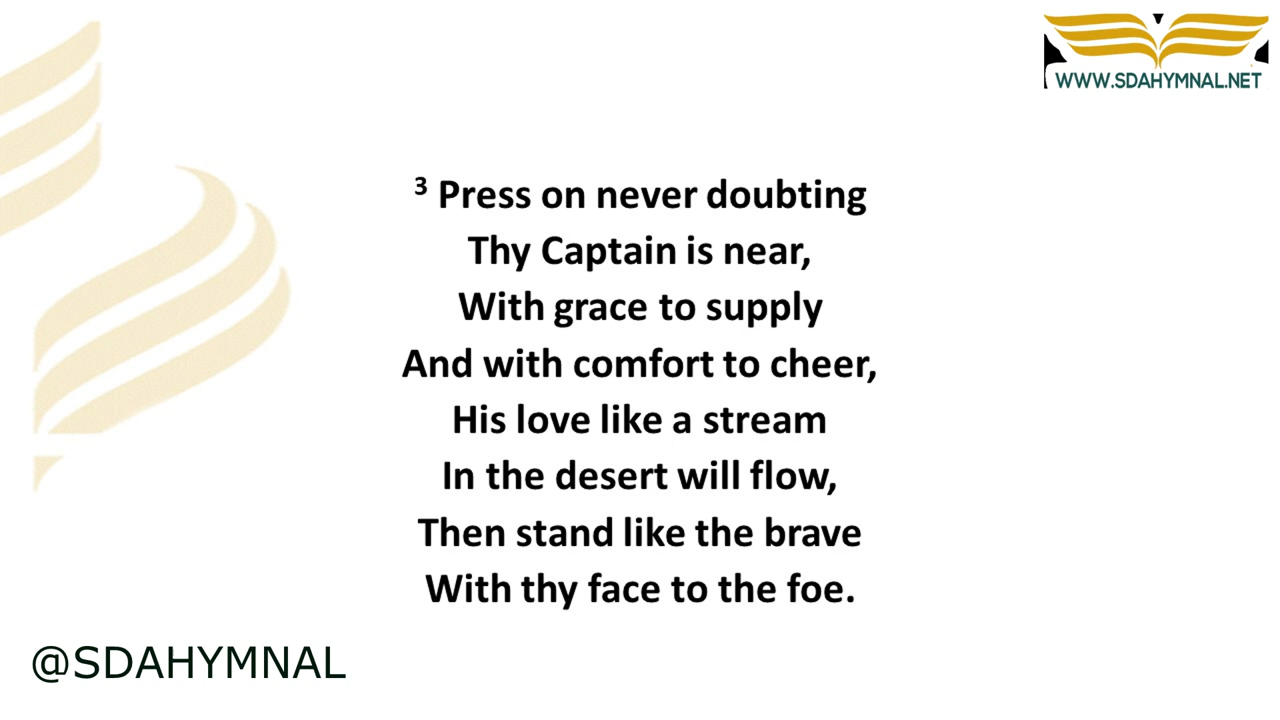 WWW.SDAHYMNAL.NET
3 Press on never doubting
Thy Captain is near,
With grace to supply
And with comfort to cheer,
His love like a stream
In the desert will flow,
Then stand like the brave
With thy face to the foe.
@SDAHYMNAL